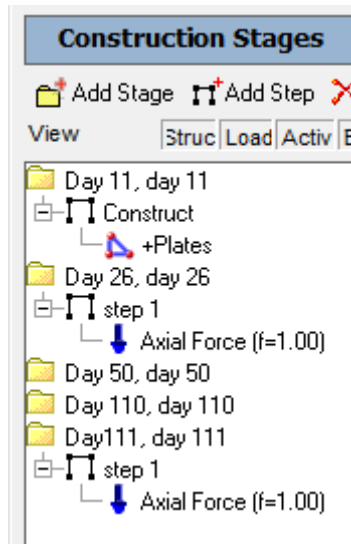 Construction Stages
Add Stage Add Step
View Struc Load Activ E
Day 11, day 11
Construct
+Plates
Day 26, day 26
step 1
Axial Force (f=1.00)
Day 50, day 50
Day 110, day 110
Day111, day 111
step 1
Axial Force (f=1.00)